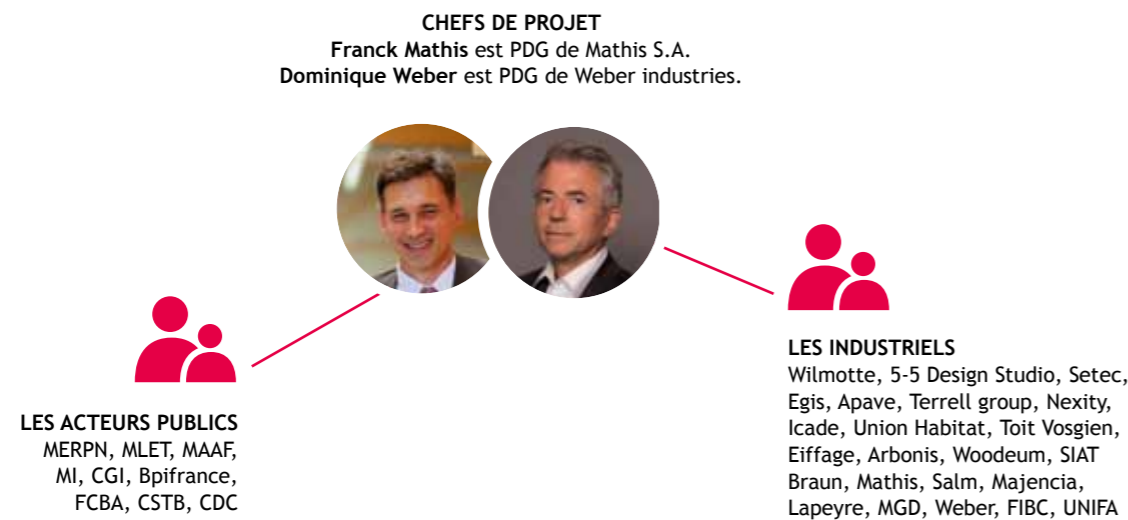 CHEFS DE PROJET
Franck Mathis est PDG de Mathis S.A.
Dominique Weber est PDG de Weber industries.
LES ACTEURS PUBLICS
MERPN, MLET, MAAF,
MI, CGI, Bpifrance,
FCBA, CSTB, CDC
LES INDUSTRIELS
Wilmotte, 5-5 Design Studio, Setec,
Egis, Apave, Terrell group, Nexity,
Icade, Union Habitat, Toit Vosgien,
Eiffage, Arbonis, Woodeum, SIAT
Braun, Mathis, Salm, Majencia,
Lapeyre, MGD, Weber, FIBC, UNIFA